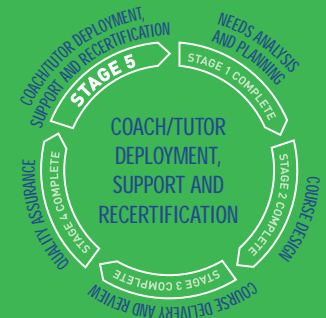 COACH/TUTOR DEPLOYMENT,
SUPPORT AND RECERTIFICATION
STAGE 5
NEEDS ANALYSIS
AND PLANNING
STAGE 1 COMPLETE
COURSE DESIGN
STAGE 2 COMPLETE
COURSE DELIVERY AND REVIEW
STAGE 3 COMPLETE
QUALITY ASSURANCE
STAGE 4 COMPLETE
COACH/TUTOR
DEPLOYMENT,
SUPPORT AND
RECERTIFICATION